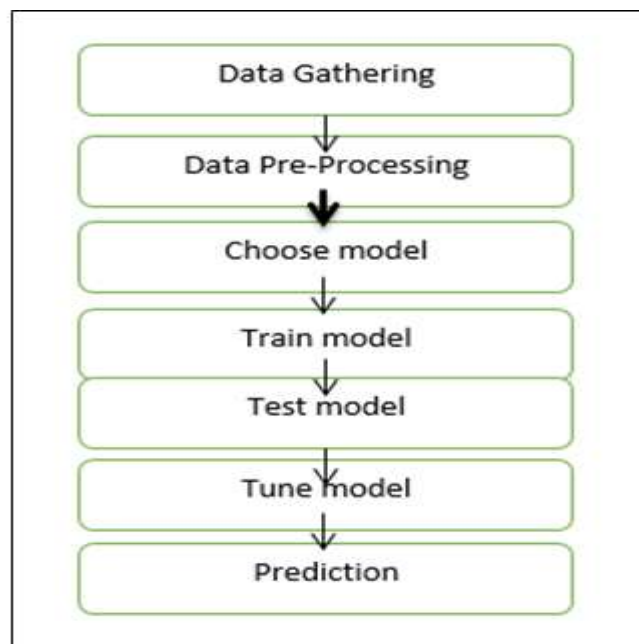 Data Gathering
Data Pre-Processing
Choose model
Train model
Test model
Tune model
Prediction